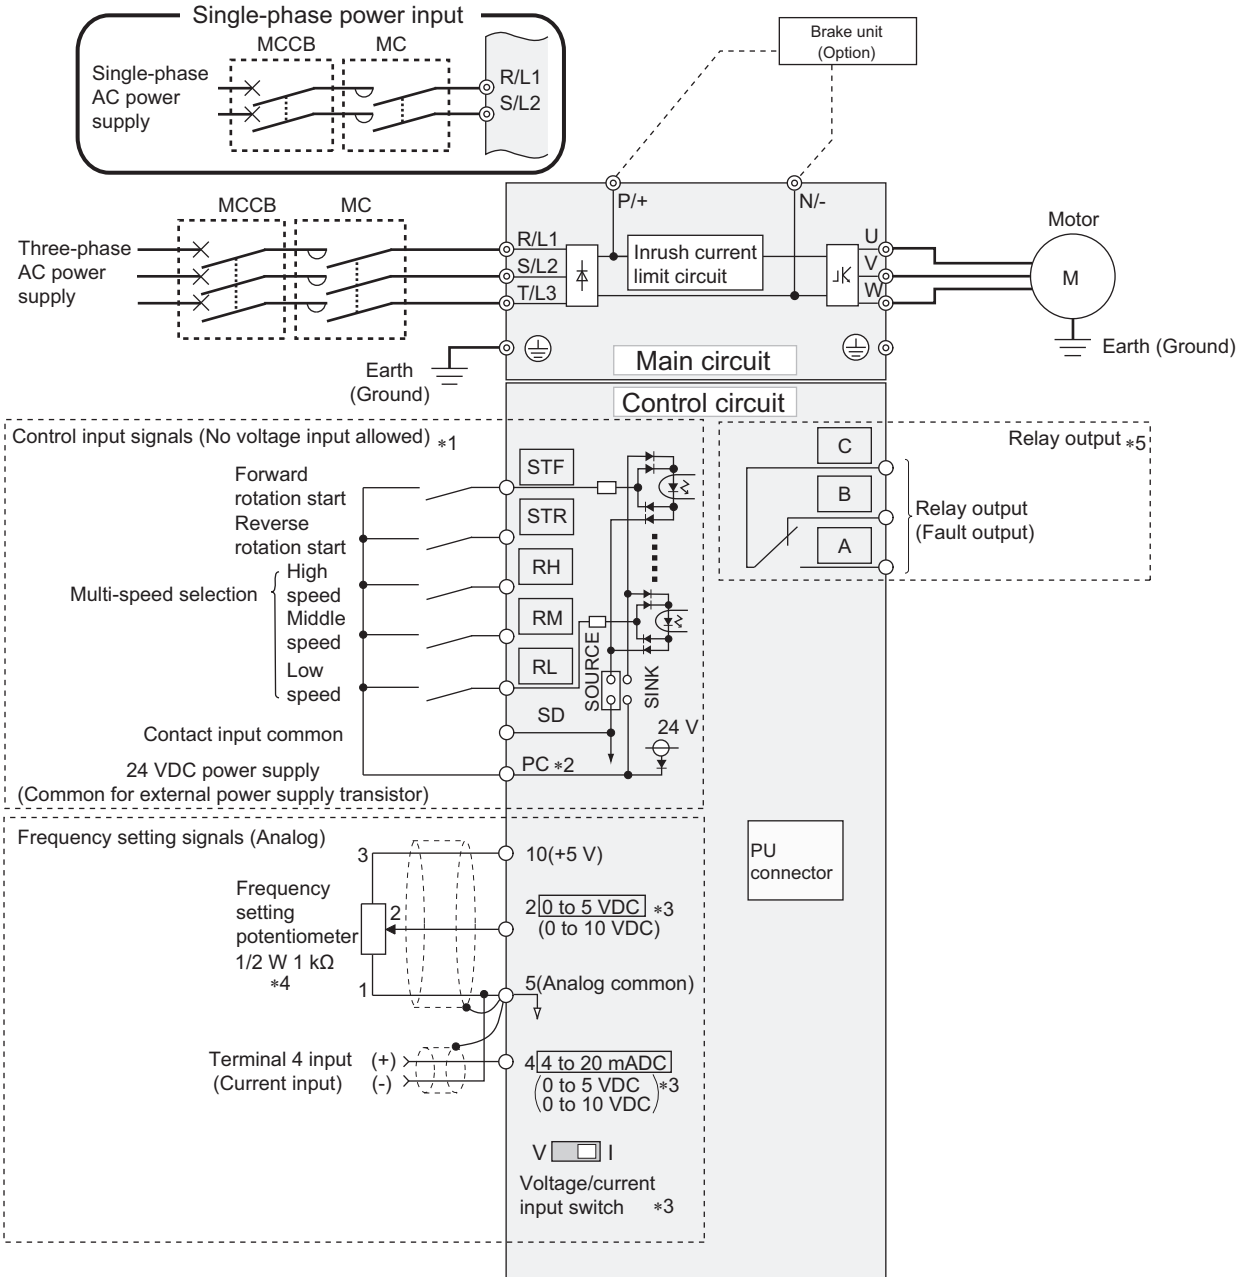 Single-phase power input
MCCB
MC
Single-phase
AC power
supply
R/L1
S/L2
Brake unit
(Option)
MCCB
MC
P/+
N/-
Three-phase
AC power
supply
R/L1
S/L2
T/L3
Inrush current
limit circuit
U
V
W
Motor
M
Earth
(Ground)
Main circuit
Earth (Ground)
Control circuit
Control input signals (No voltage input allowed) *1
Relay output *5
Forward
rotation start
STF
Reverse
rotation start
STR
Multi-speed selection
High
speed
RH
Middle
speed
RM
Low
speed
RL
SOURCE
SINK
C
B
A
Relay output
(Fault output)
Contact input common
SD
24 V
24 VDC power supply
(Common for external power supply transistor)
PC *2
Frequency setting signals (Analog)
3
10(+5 V)
PU
connector
Frequency
setting
potentiometer
1/2 W 1 kΩ
*4
2
2 0 to 5 VDC *3
(0 to 10 VDC)
1
5(Analog common)
Terminal 4 input
(Current input)
(+)
(-)
4 4 to 20 mADC
(0 to 5 VDC
0 to 10 VDC) *3
V I
Voltage/current
input switch *3